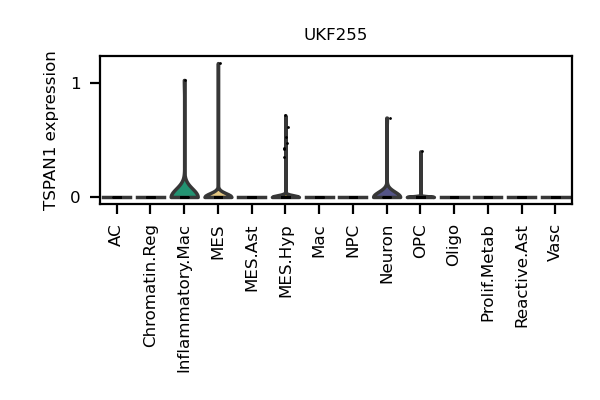 UKF255
TSPAN1 expression
1
0
AC
Chromatin.Reg
Inflammatory.Mac
MES
MES.Ast
MES.Hyp
Mac
NPC
Neuron
OPC
Oligo
Prolif.Metab
Reactive.Ast
Vasc